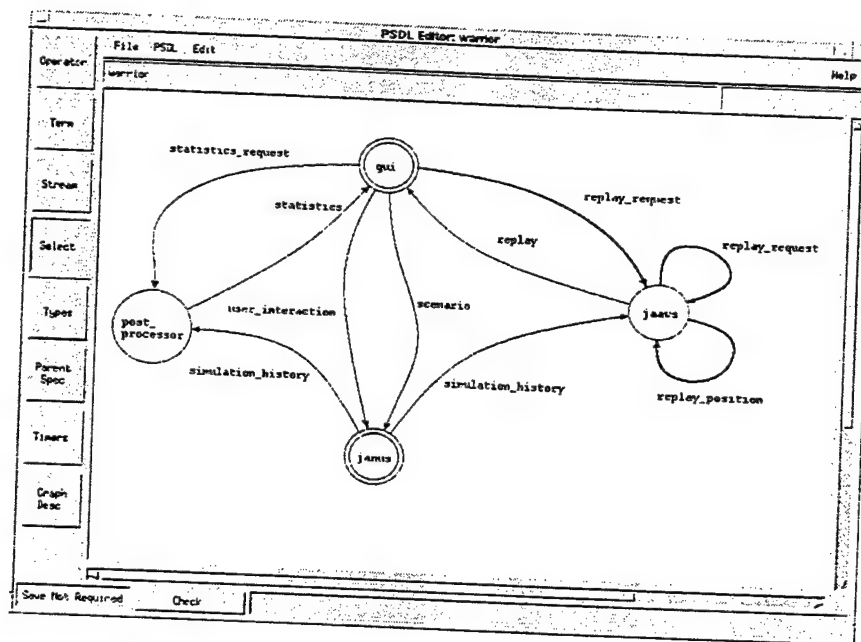 PSDL Editor: warrior
File PSDL Edit
Help
warrior
Operator
Term
Stream
Select
Types
Parent
Spec
Timers
Graph
Desc
statistics_request
gui
replay_request
statistics
replay
replay_request
user_interaction
scenario
jaaws
post_
processor
simulation_history
simulation_history
replay_position
janus
Save Not Required
Check